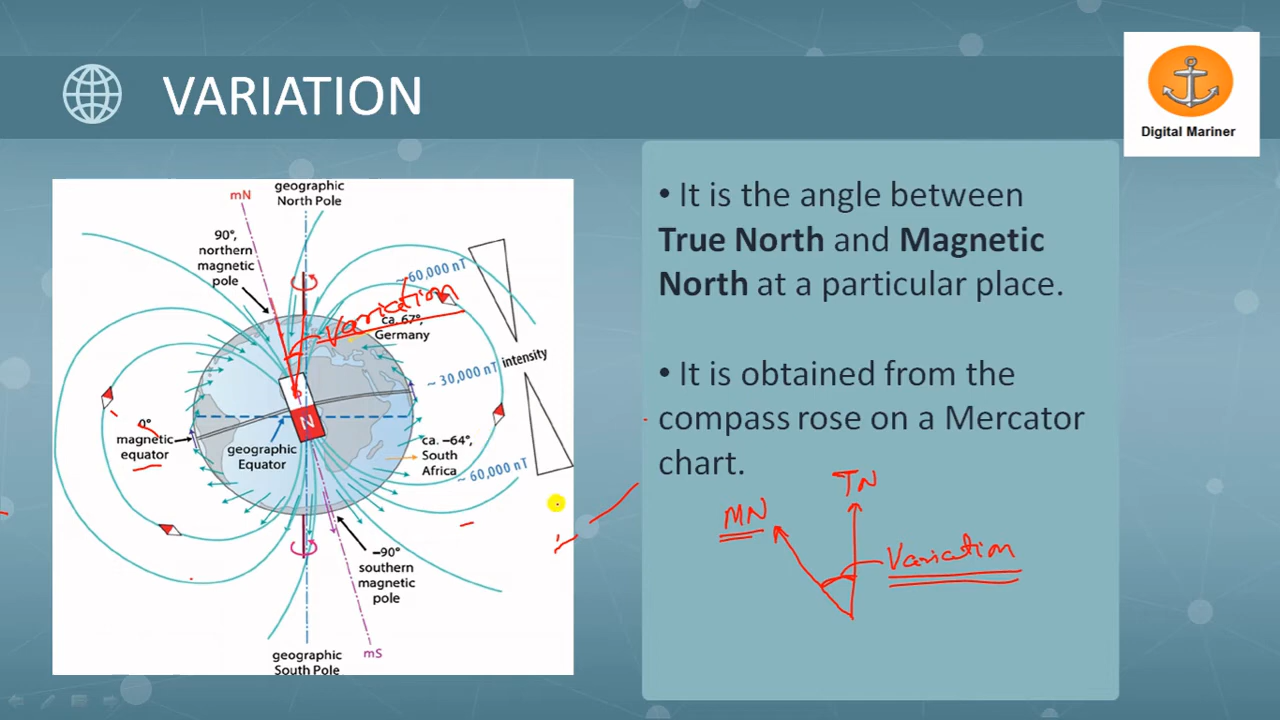 VARIATION
Digital Mariner
mN
geographic
North Pole
90°,
northern
magnetic
pole
~ 60,000 nT
Variation
ca. 67°,
Germany
intensity
~ 30,000 nT
N
0°
magnetic
equator
geographic
Equator
ca. –64°,
South
Africa
~ 60,000 nT
–90°
southern
magnetic
pole
geographic
South Pole
mS
• It is the angle between
True North and Magnetic
North at a particular place.
• It is obtained from the
compass rose on a Mercator
chart.
TN
MN
Variation